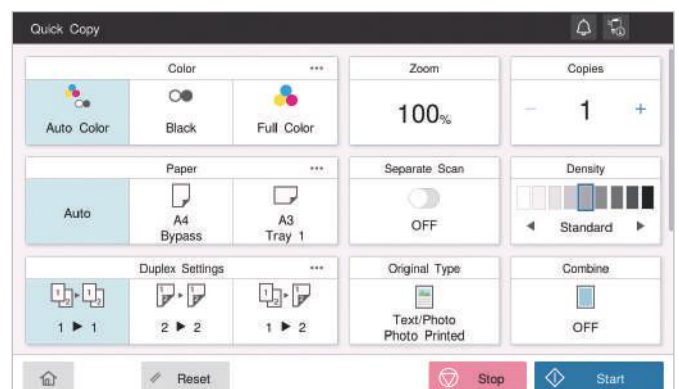 Quick Copy
Color ••• Zoom Copies
Auto Color Black Full Color 100% − 1 +
Paper ••• Separate Scan Density
Auto A4 Bypass A3 Tray 1 OFF ◀ Standard ▶
Duplex Settings ••• Original Type Combine
1 ▶ 1 2 ▶ 2 1 ▶ 2 Text/Photo Photo Printed OFF
Reset Stop Start